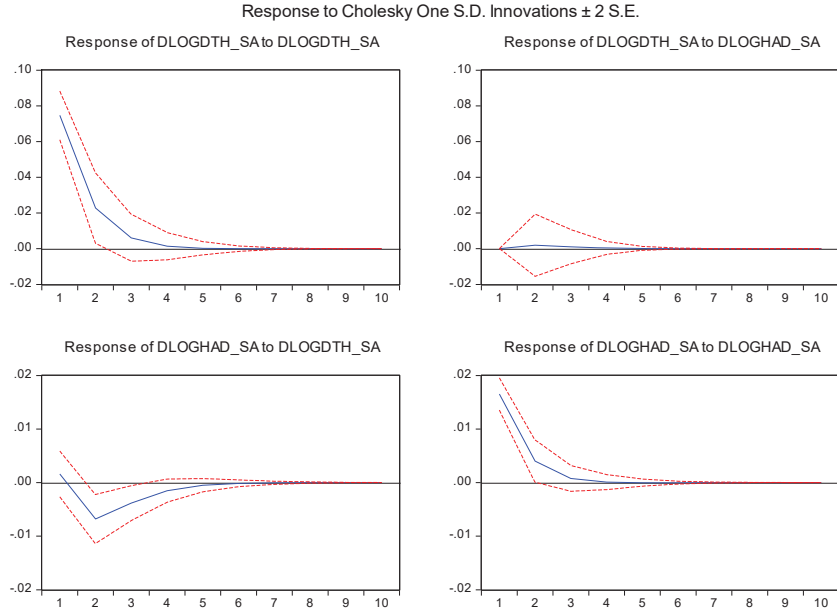 Response to Cholesky One S.D. Innovations ± 2 S.E.
Response of DLOGDTH_SA to DLOGDTH_SA
.10
.08
.06
.04
.02
.00
-.02
1 2 3 4 5 6 7 8 9 10
Response of DLOGDTH_SA to DLOGHAD_SA
.10
.08
.06
.04
.02
.00
-.02
1 2 3 4 5 6 7 8 9 10
Response of DLOGHAD_SA to DLOGDTH_SA
.02
.01
.00
-.01
-.02
1 2 3 4 5 6 7 8 9 10
Response of DLOGHAD_SA to DLOGHAD_SA
.02
.01
.00
-.01
-.02
1 2 3 4 5 6 7 8 9 10